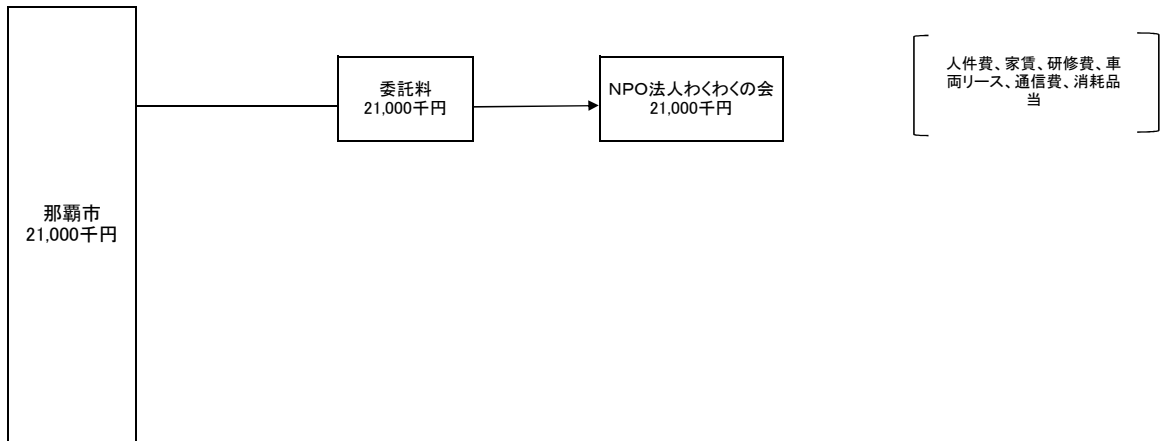 委託料
21,000千円
NPO法人わくわくの会
21,000千円
人件費、家賃、研修費、車
両リース、通信費、消耗品
当
那覇市
21,000千円